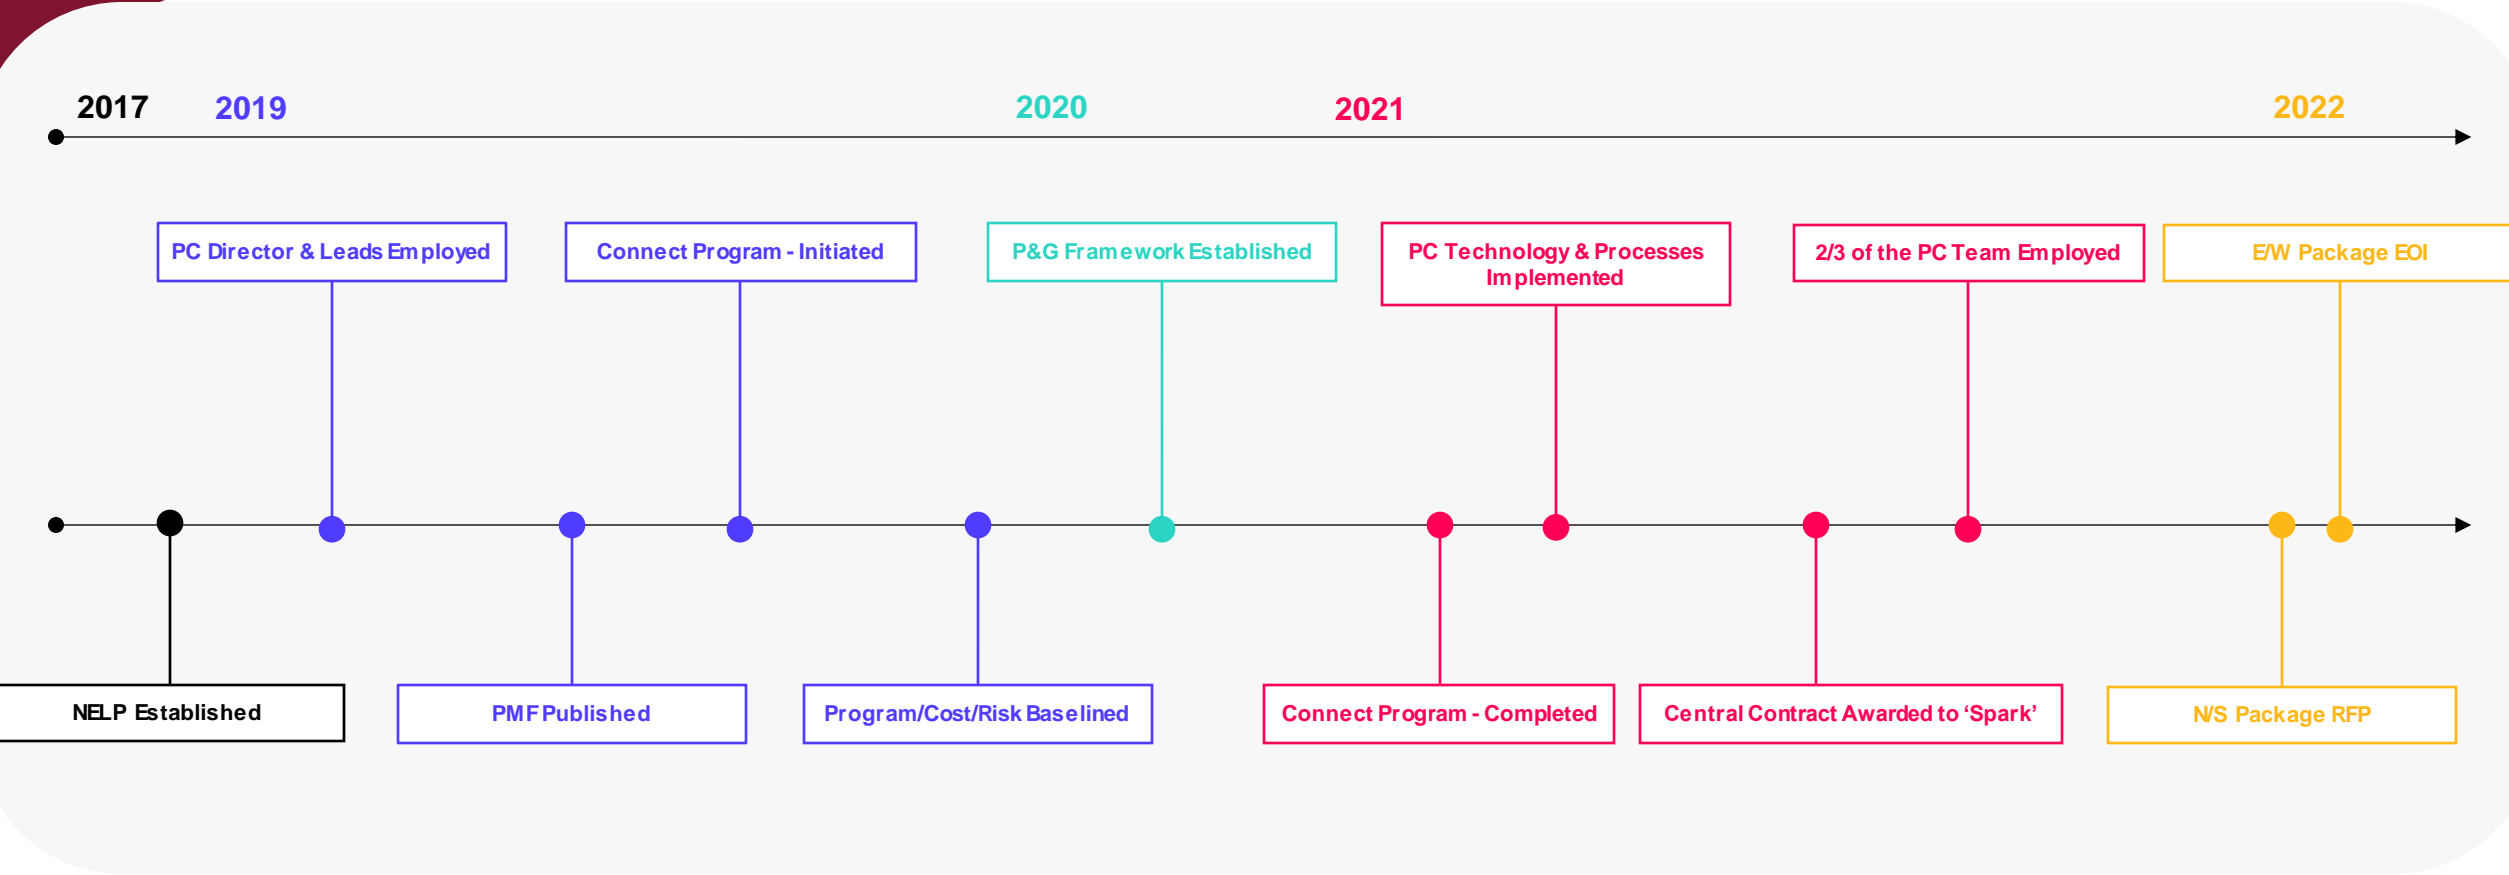 2017
2019
2020
2021
2022
PC Director & Leads Employed
Connect Program - Initiated
P&G Framework Established
PC Technology & Processes
Implemented
2/3 of the PC Team Employed
E/W Package EOI
NELP Established
PMF Published
Program/Cost/Risk Baselined
Connect Program - Completed
Central Contract Awarded to ‘Spark’
N/S Package RFP